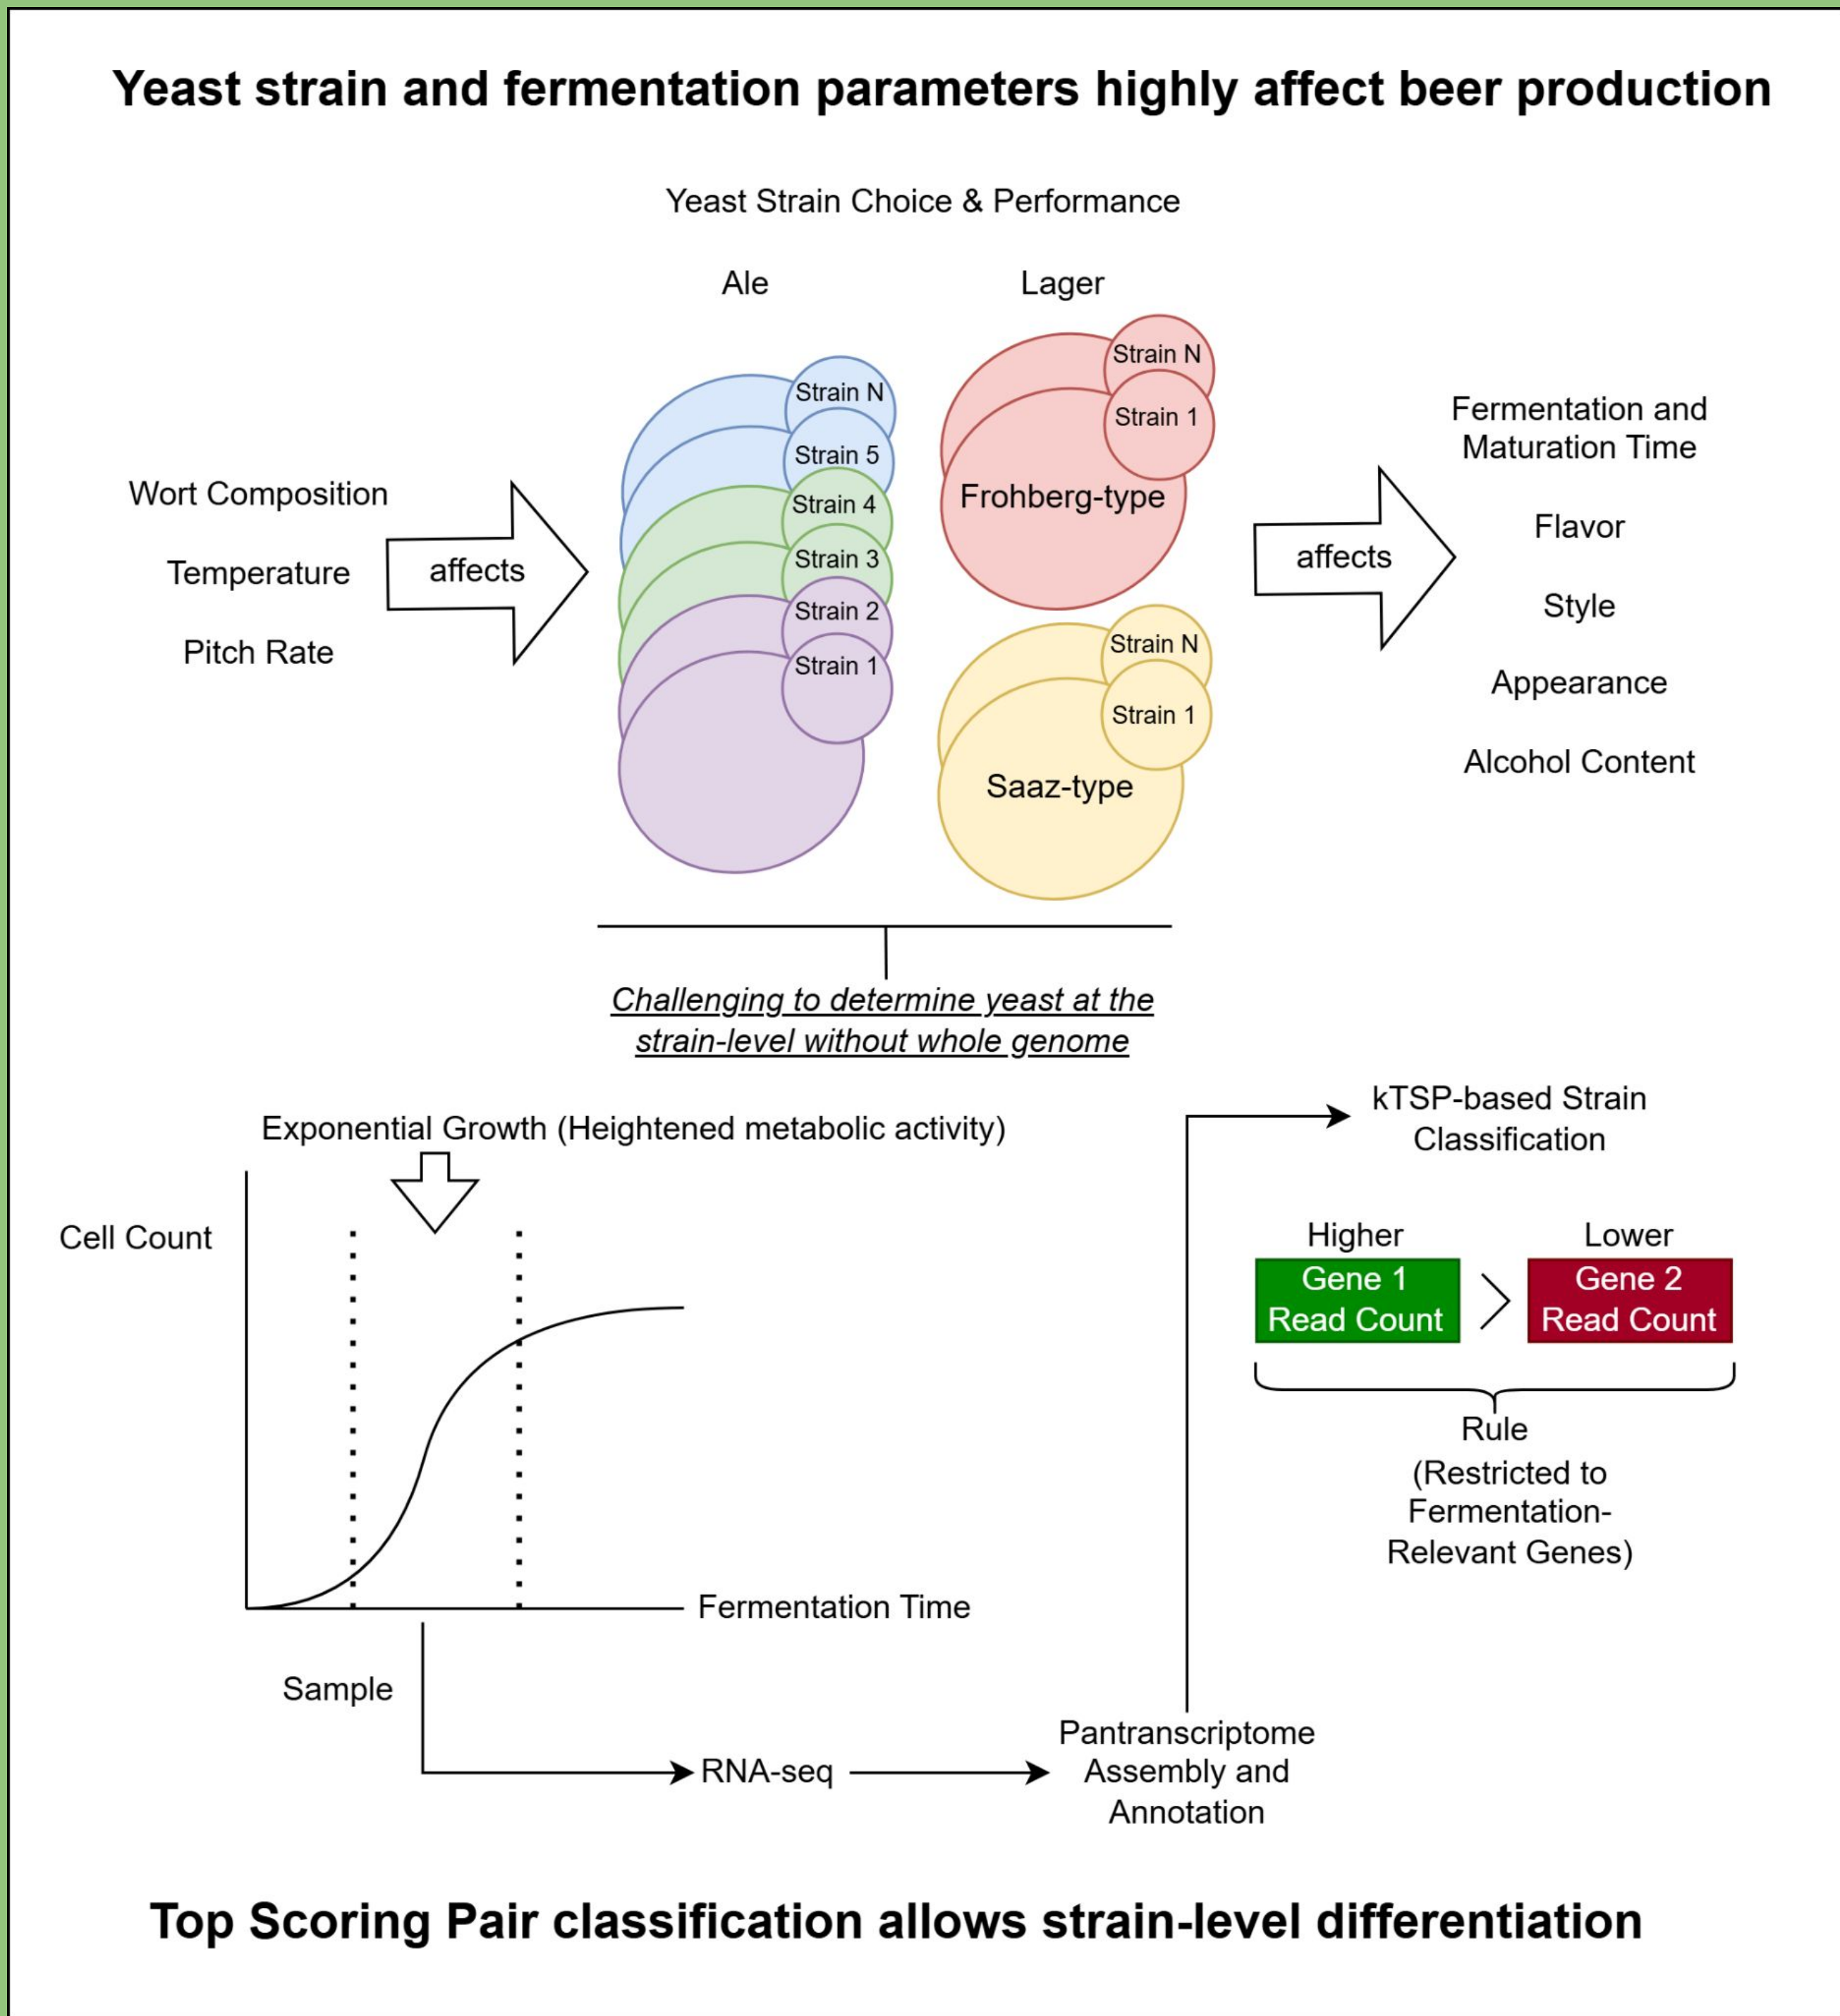 Yeast strain and fermentation parameters highly affect beer production
Yeast Strain Choice & Performance
Ale
Lager
Wort Composition
Temperature
Pitch Rate
affects
Strain N
Strain 5
Strain 4
Strain 3
Strain 2
Strain 1
Strain N
Strain 1
Frohberg-type
Strain N
Strain 1
Saaz-type
affects
Fermentation and
Maturation Time
Flavor
Style
Appearance
Alcohol Content
Challenging to determine yeast at the
strain-level without whole genome
Exponential Growth (Heightened metabolic activity)
Cell Count
Fermentation Time
Sample
RNA-seq
Pantranscriptome
Assembly and
Annotation
kTSP-based Strain
Classification
Higher
Lower
Gene 1
Read Count
Gene 2
Read Count
Rule
(Restricted to
Fermentation-
Relevant Genes)
Top Scoring Pair classification allows strain-level differentiation